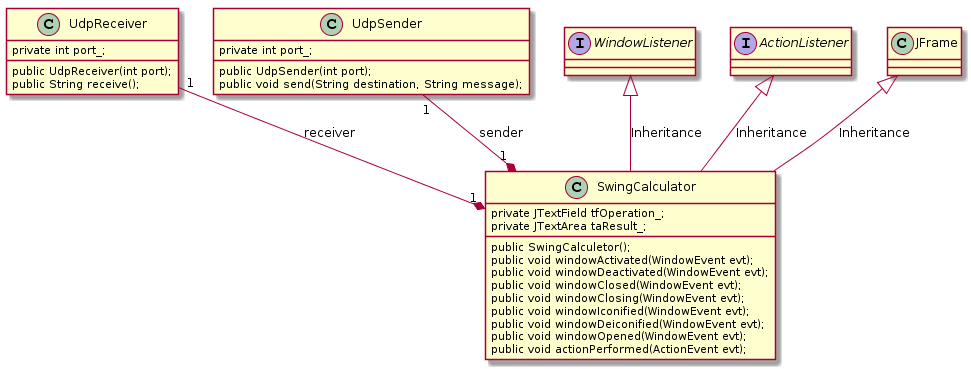 C UdpReceiver
private int port_;
public UdpReceiver(int port);
public String receive();
C UdpSender
private int port_;
public UdpSender(int port);
public void send(String destination, String message);
I WindowListener
I ActionListener
C JFrame
1
receiver
1
1
sender
1
Inheritance
Inheritance
Inheritance
C SwingCalculator
private JTextField tfOperation_;
private JTextArea taResult_;
public SwingCalculetor();
public void windowActivated(WindowEvent evt);
public void windowDeactivated(WindowEvent evt);
public void windowClosed(WindowEvent evt);
public void windowClosing(WindowEvent evt);
public void windowIconified(WindowEvent evt);
public void windowDeiconified(WindowEvent evt);
public void windowOpened(WindowEvent evt);
public void actionPerformed(ActionEvent evt);